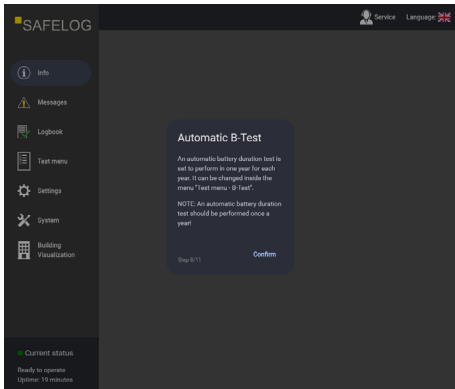 SAFELOG
Service
Language:
Info
Messages
Logbook
Test menu
Settings
System
Building
Visualization
Automatic B-Test
An automatic battery duration test is
set to perform in one year for each
year. It can be changed inside the
menu "Test menu - B-Test".
NOTE: An automatic battery duration
test should be performed once a
year!
Step 8/11
Confirm
Current status
Ready to operate
Uptime: 19 minutes